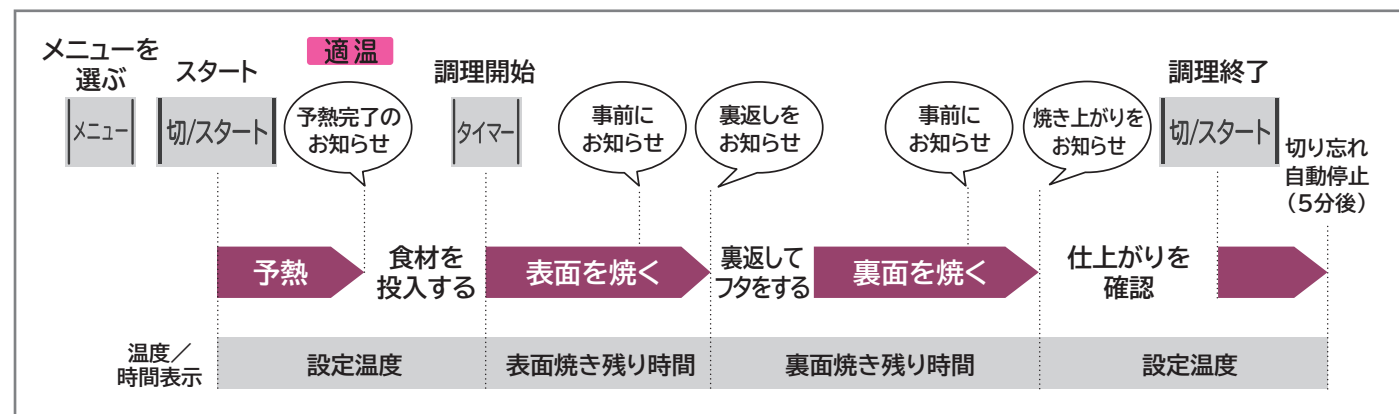 メニューを
選ぶ
スタート
適温
調理開始
調理終了
メニュー
切/スタート
予熱完了の
お知らせ
タイマー
事前に
お知らせ
裏返しを
お知らせ
事前に
お知らせ
焼き上がりを
お知らせ
切/スタート
切り忘れ
自動停止
（5分後）
予熱
食材を
投入する
表面を焼く
裏返して
フタをする
裏面を焼く
仕上がりを
確認
温度／
時間表示
設定温度
表面焼き残り時間
裏面焼き残り時間
設定温度